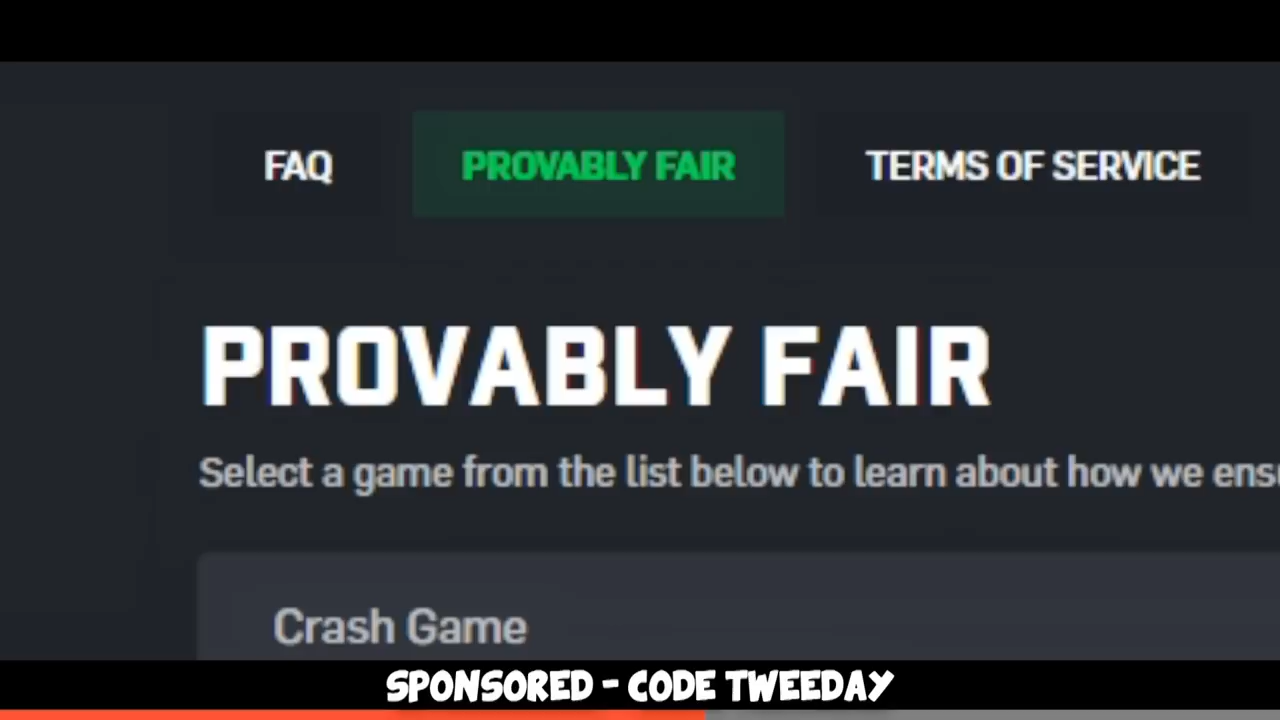 FAQ PROVABLY FAIR TERMS OF SERVICE
PROVABLY FAIR
Select a game from the list below to learn about how we
Crash Game
SPONSORED - CODE TWEEDAY